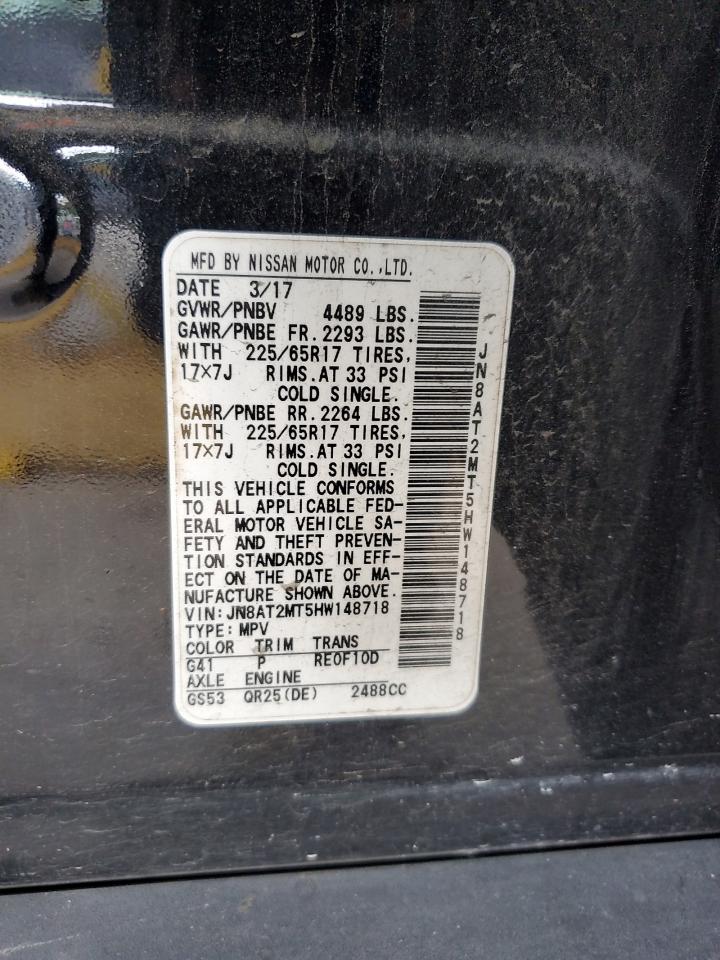 MFD BY NISSAN MOTOR CO.,LTD.
DATE 3/17
GVWR/PNBV 4489 LBS.
GAWR/PNBE FR.2293 LBS.
WITH 225/65R17 TIRES,
17×7J RIMS.AT 33 PSI
COLD SINGLE.
GAWR/PNBE RR.2264 LBS.
WITH 225/65R17 TIRES,
17×7J RIMS.AT 33 PSI
COLD SINGLE.
THIS VEHICLE CONFORMS
TO ALL APPLICABLE FED-
ERAL MOTOR VEHICLE SA-
FETY AND THEFT PREVEN-
TION STANDARDS IN EFF-
ECT ON THE DATE OF MA-
NUFACTURE SHOWN ABOVE.
VIN:JN8AT2MT5HW148718
TYPE:MPV
COLOR TRIM TRANS
G41 P RE0F10D
AXLE ENGINE
GS53 QR25(DE) 2488CC
JN8AT2MT5HW148718